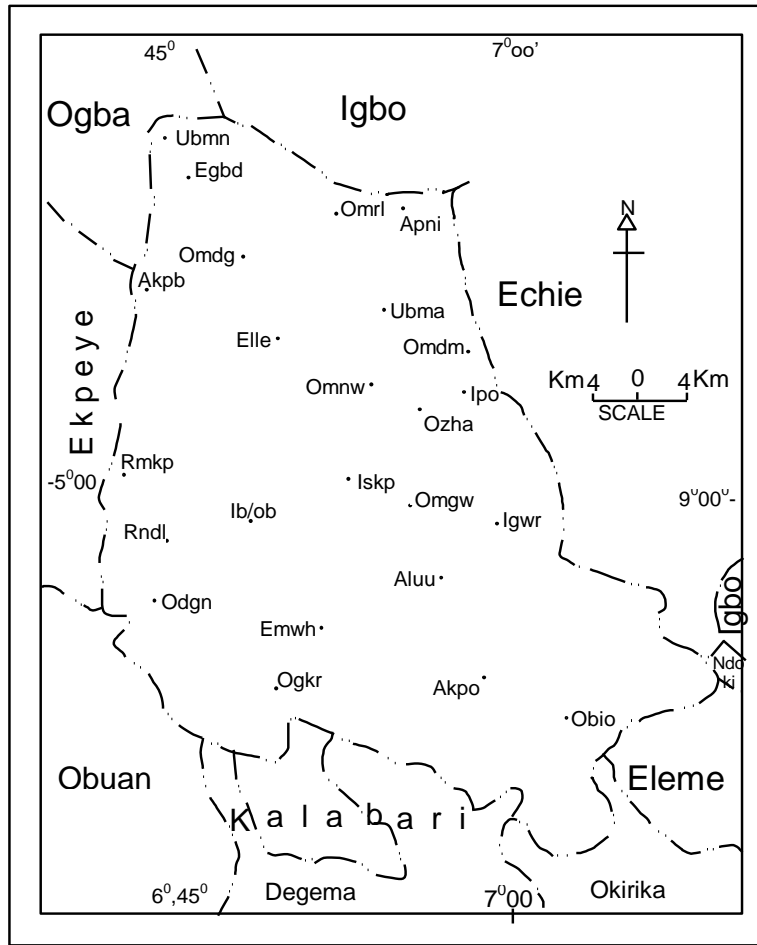 45⁰ 7⁰oo'
Ogba Igbo
Ubmn
Egbd
Omrl Apni
N
Omdg
Akpb
Echie
Ubma
Elle
Omdm
Ekpeye
Omnw
Ipo
Km 4 0 4 Km
SCALE
Ozha
Rmkp
-5⁰00
Iskp
9⁰00'-
Omgw
Ib/ob
Igwr
Rndl
Aluu
Igbo
Odgn
Emwh
Ndo
ki
Ogkr
Akpo
Obio
Obuan
Eleme
Kalabari
6⁰,45⁰
Degema
7⁰00
Okirika